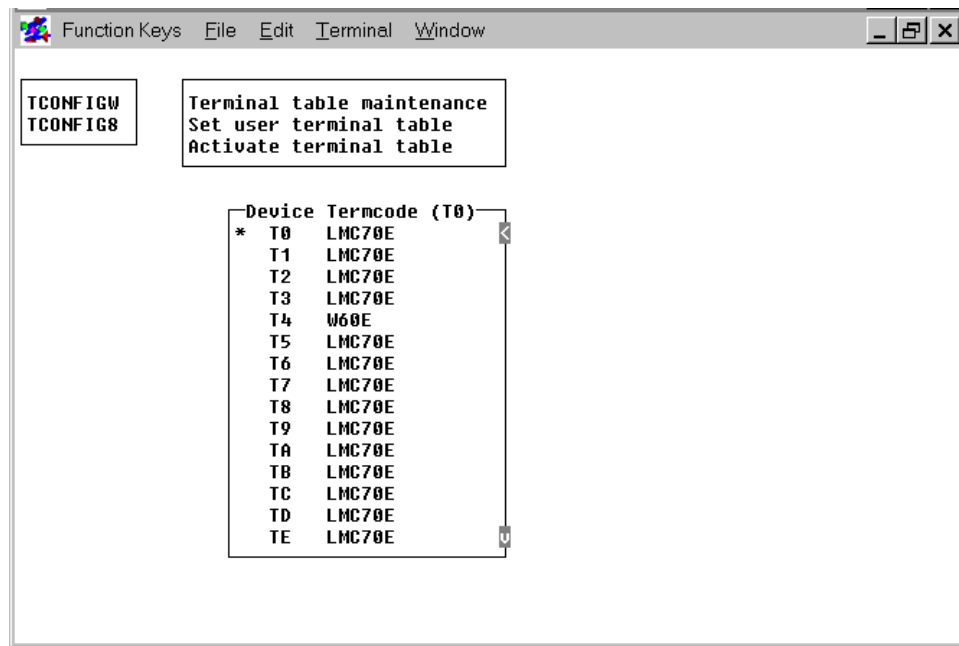 Function Keys File Edit Terminal Window
TCONFIGW
TCONFIG8
Terminal table maintenance
Set user terminal table
Activate terminal table
Device Termcode (T0)
* T0 LMC70E
T1 LMC70E
T2 LMC70E
T3 LMC70E
T4 W60E
T5 LMC70E
T6 LMC70E
T7 LMC70E
T8 LMC70E
T9 LMC70E
TA LMC70E
TB LMC70E
TC LMC70E
TD LMC70E
TE LMC70E